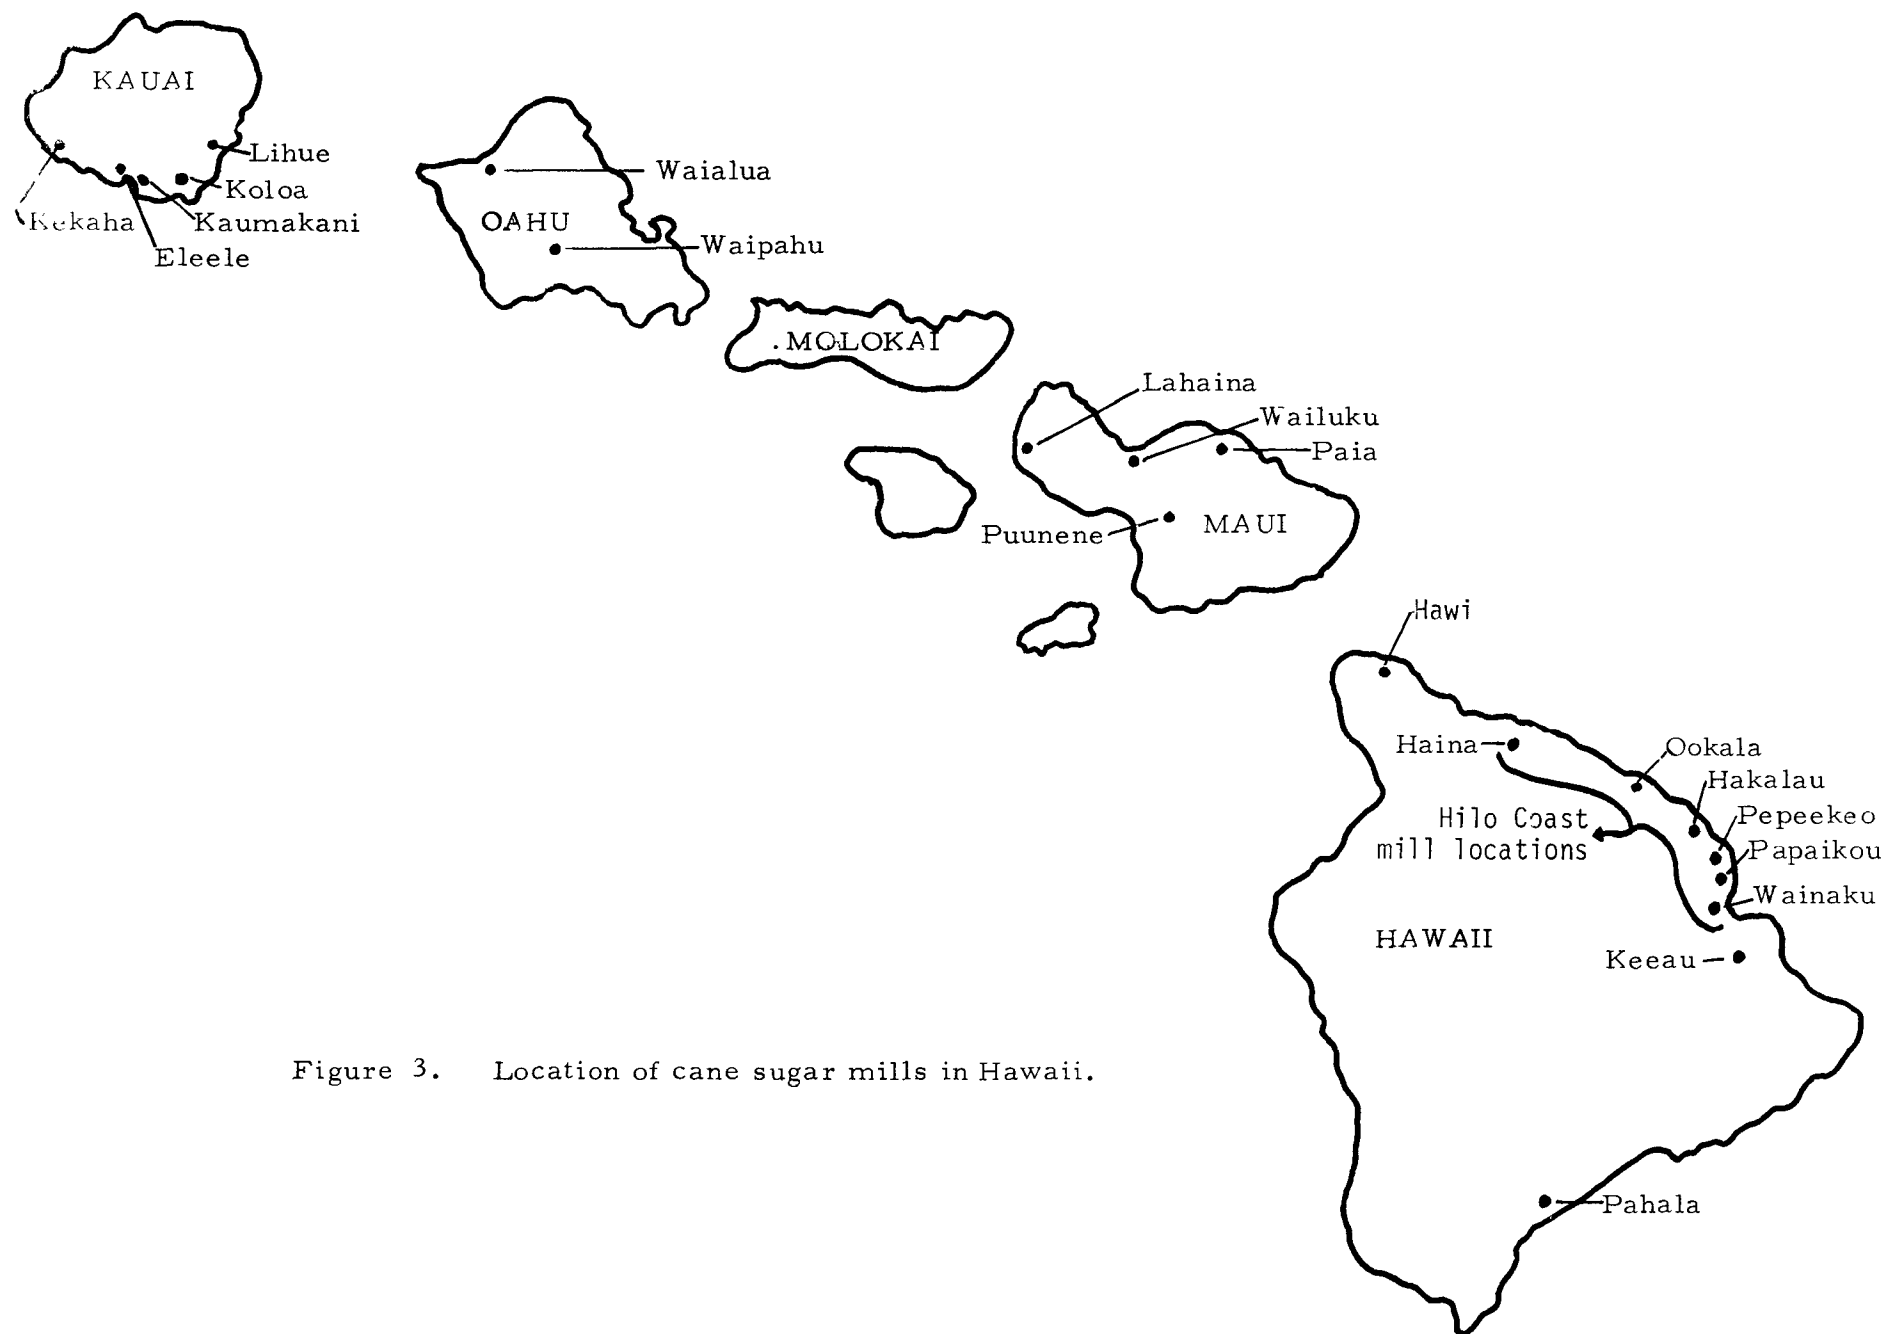 KAUAI
Lihue
Koloa
Kekaha
Kaumakani
Eleele
Waialua
OAHU
Waipahu
MOLOKAI
Lahaina
Wailuku
Paia
Puunene
MAUI
Hawi
Haina
Ookala
Hakalau
Hilo Coast
mill locations
Pepeekeo
Papaikou
Wainaku
HAWAII
Keeau
Pahala
Figure 3. Location of cane sugar mills in Hawaii.